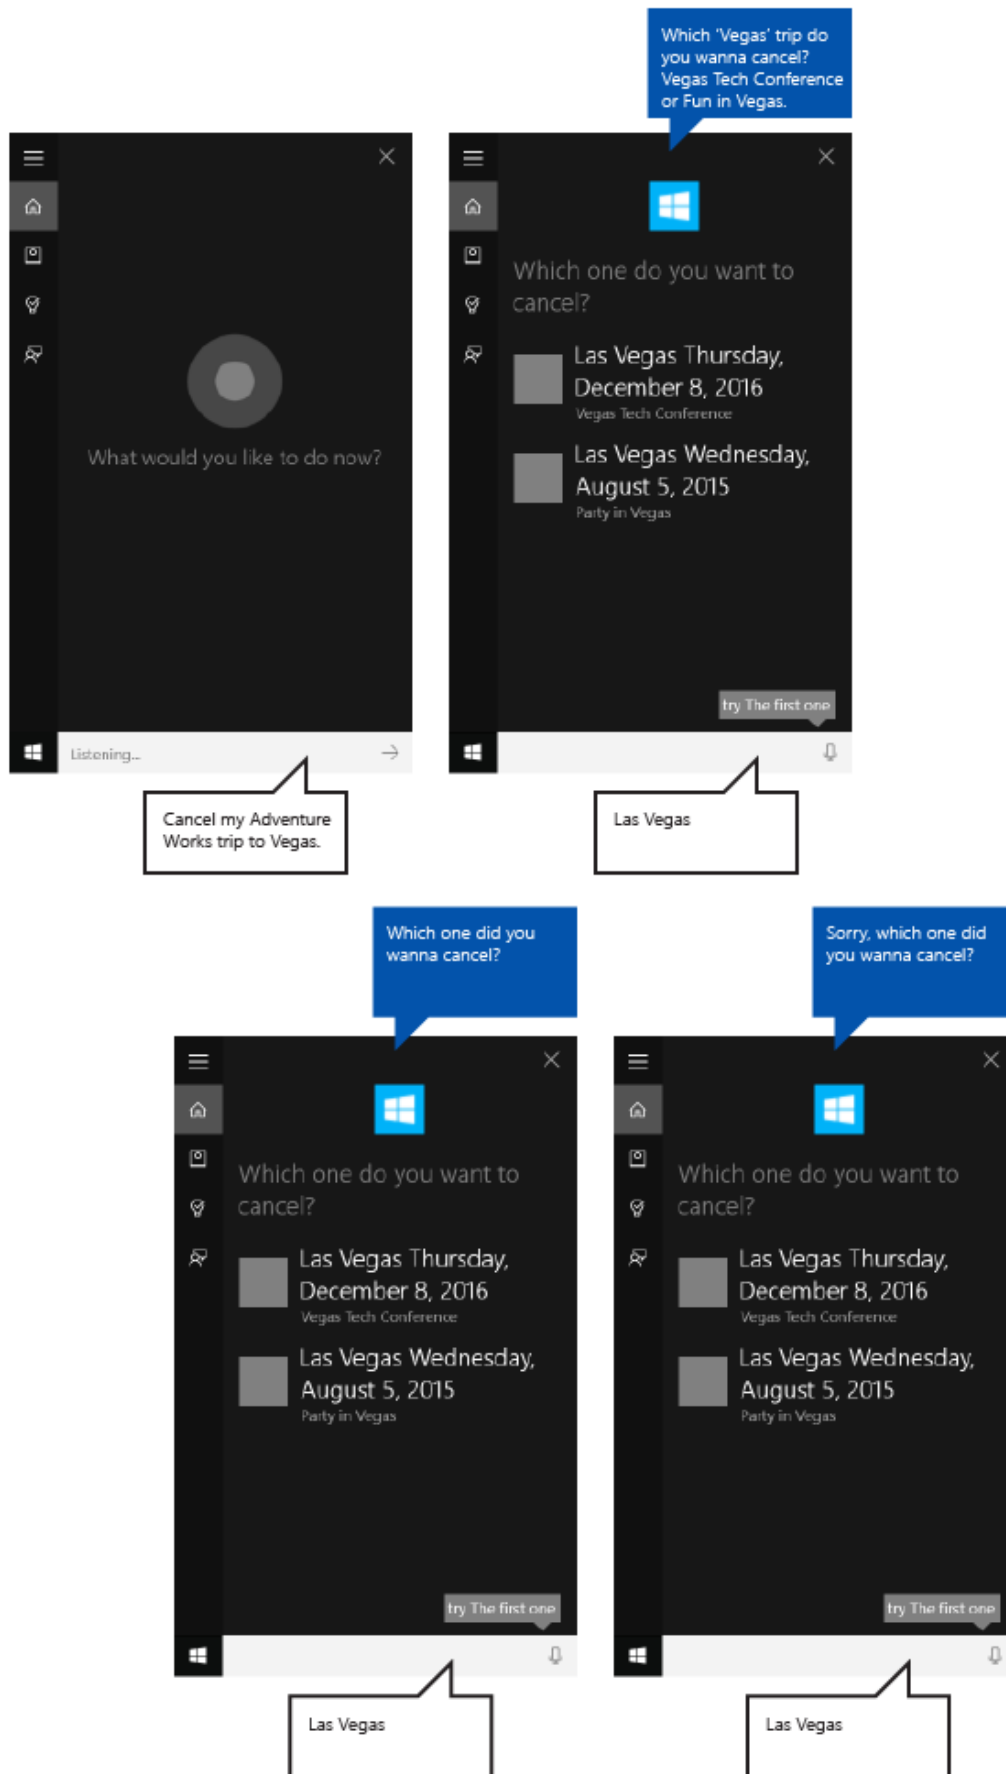 Which 'Vegas' trip do
you wanna cancel?
Vegas Tech Conference
or Fun in Vegas.
What would you like to do now?
Listening...
Cancel my Adventure
Works trip to Vegas.
Which one do you want to
cancel?
Las Vegas Thursday,
December 8, 2016
Vegas Tech Conference
Las Vegas Wednesday,
August 5, 2015
Party in Vegas
try The first one
Las Vegas
Which one did you
wanna cancel?
Which one do you want to
cancel?
Las Vegas Thursday,
December 8, 2016
Vegas Tech Conference
Las Vegas Wednesday,
August 5, 2015
Party in Vegas
try The first one
Las Vegas
Sorry, which one did
you wanna cancel?
Which one do you want to
cancel?
Las Vegas Thursday,
December 8, 2016
Vegas Tech Conference
Las Vegas Wednesday,
August 5, 2015
Party in Vegas
try The first one
Las Vegas